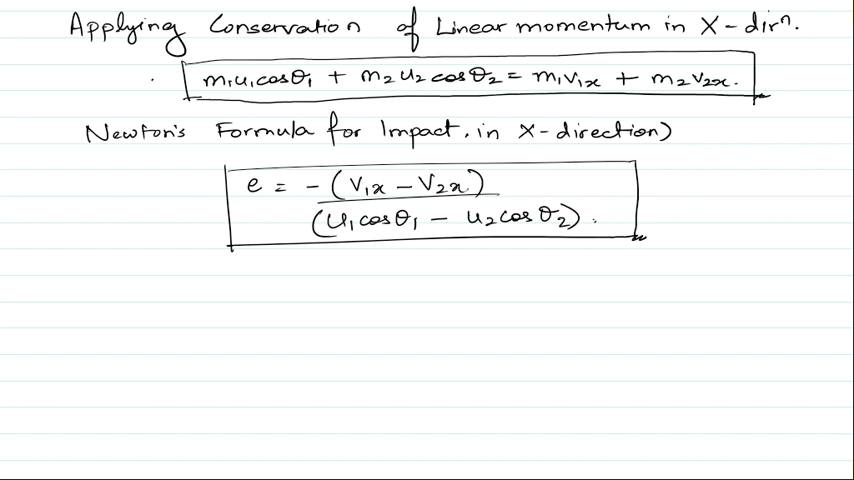 Applying Conservation of Linear momentum in X-dirⁿ.
m₁u₁cosθ₁ + m₂u₂cosθ₂ = m₁v₁ₓ + m₂v₂ₓ.
Newton's Formula for Impact. in X-direction)
e = -(v₁ₓ - v₂ₓ)
(u₁cosθ₁ - u₂cosθ₂).